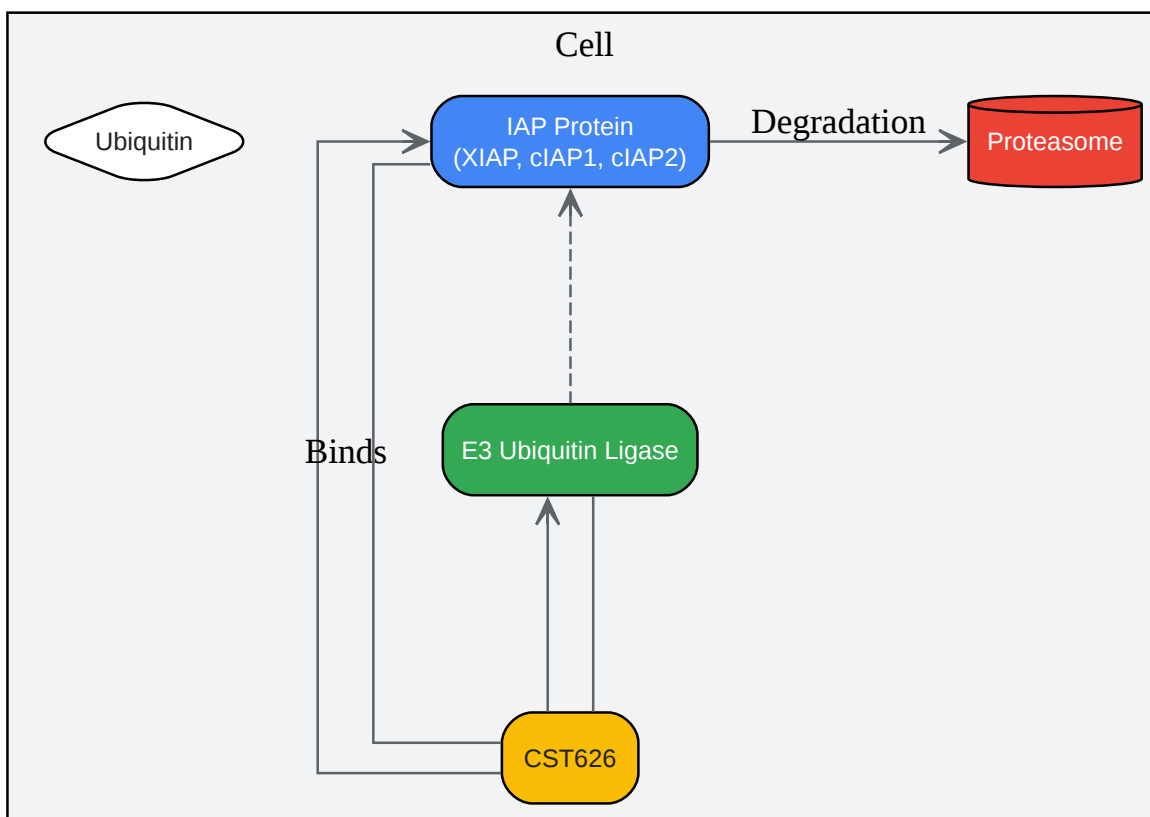 Cell
Ubiquitin
IAP Protein
(XIAP, cIAP1, cIAP2)
Degradation
Proteasome
Binds
E3 Ubiquitin Ligase
CST626